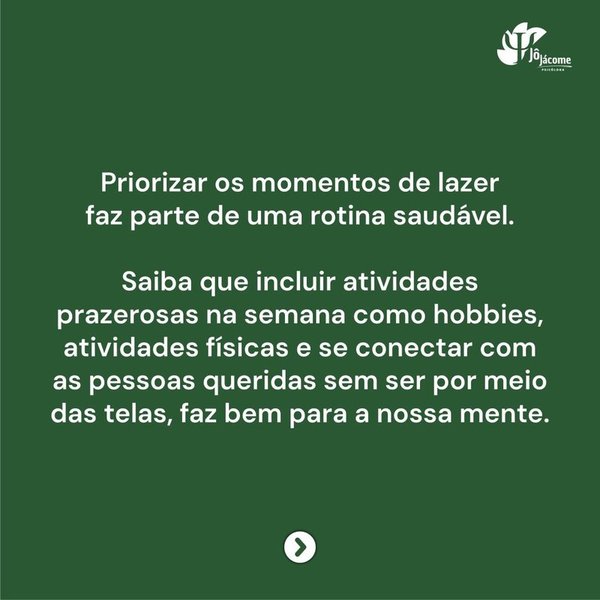 Jô
Jácome
PSICÓLOGA
Priorizar os momentos de lazer
faz parte de uma rotina saudável.
Saiba que incluir atividades
prazerosas na semana como hobbies,
atividades físicas e se conectar com
as pessoas queridas sem ser por meio
das telas, faz bem para a nossa mente.